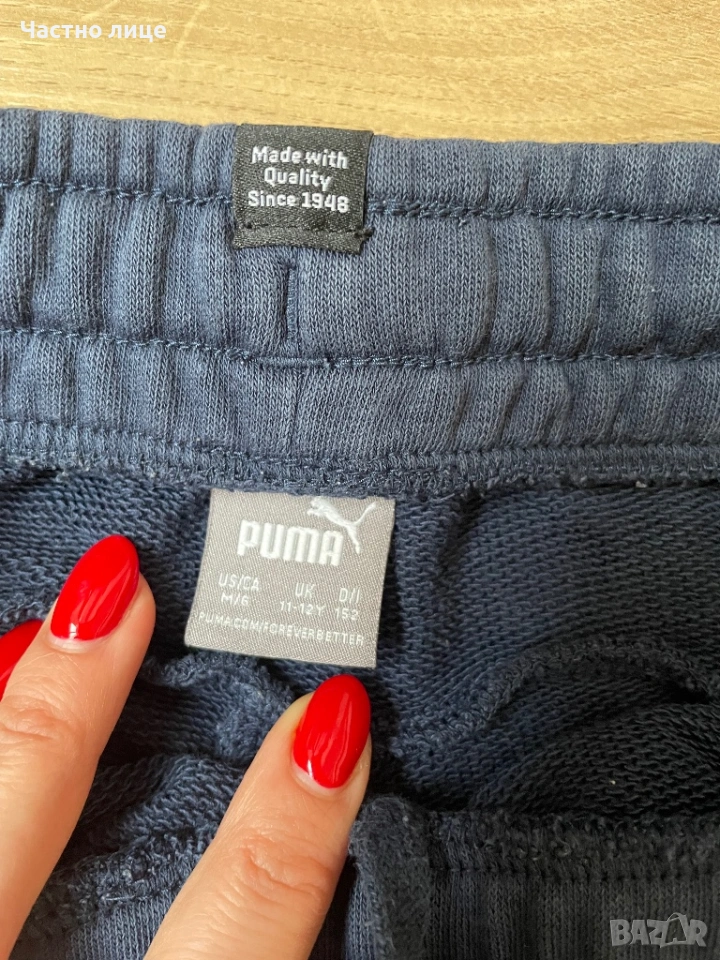 Частно лице
Made with
Quality
Since 1948
PUMA
US/CA UK D/I
M/6 11-12Y 152
PUMA.COM/FOREVERBETTER
BAZAR